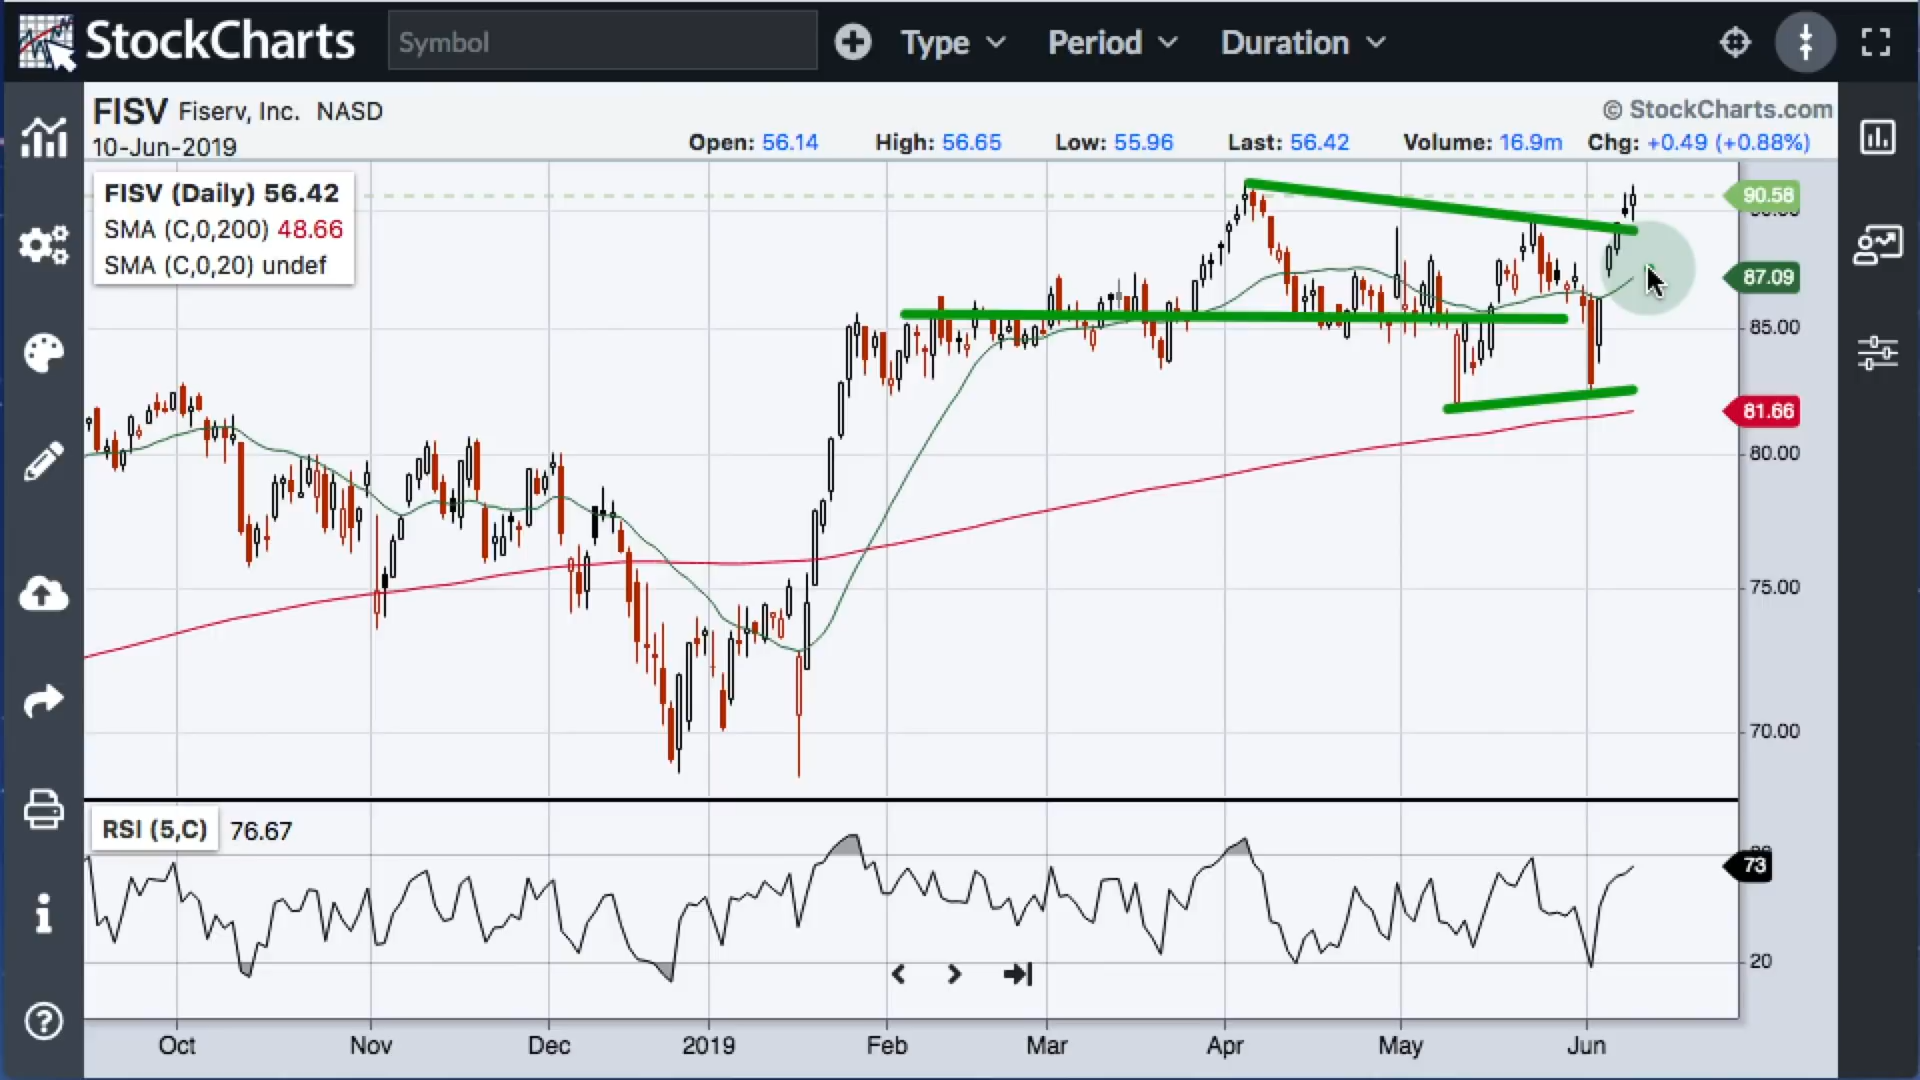 StockCharts Symbol Type Period Duration
FISV Fiserv, Inc. NASD © StockCharts.com
10-Jun-2019 Open: 56.14 High: 56.65 Low: 55.96 Last: 56.42 Volume: 16.9m Chg: +0.49 (+0.88%)
FISV (Daily) 56.42
SMA (C,0,200) 48.66
SMA (C,0,20) undef
90.58
87.09
85.00
81.66
80.00
75.00
70.00
RSI (5,C) 76.67
73
20
Oct Nov Dec 2019 Feb Mar Apr May Jun